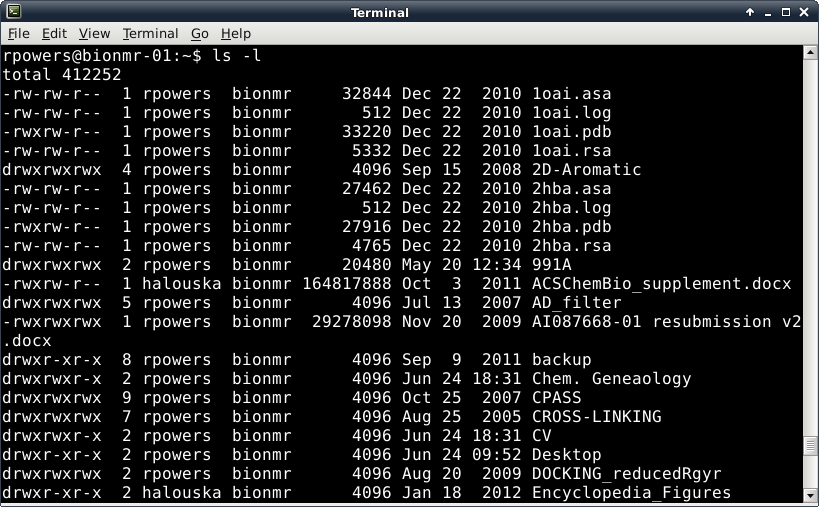 Terminal
File Edit View Terminal Go Help
rpowers@bionmr-01:~$ ls -l
total 412252
-rw-rw-r-- 1 rpowers bionmr 32844 Dec 22 2010 1oai.asa
-rw-rw-r-- 1 rpowers bionmr 512 Dec 22 2010 1oai.log
-rwxrw-r-- 1 rpowers bionmr 33220 Dec 22 2010 1oai.pdb
-rw-rw-r-- 1 rpowers bionmr 5332 Dec 22 2010 1oai.rsa
drwxrwxrwx 4 rpowers bionmr 4096 Sep 15 2008 2D-Aromatic
-rw-rw-r-- 1 rpowers bionmr 27462 Dec 22 2010 2hba.asa
-rw-rw-r-- 1 rpowers bionmr 512 Dec 22 2010 2hba.log
-rwxrw-r-- 1 rpowers bionmr 27916 Dec 22 2010 2hba.pdb
-rw-rw-r-- 1 rpowers bionmr 4765 Dec 22 2010 2hba.rsa
drwxrwxrwx 2 rpowers bionmr 20480 May 20 12:34 991A
-rwxrw-r-- 1 halouska bionmr 164817888 Oct 3 2011 ACSChemBio_supplement.docx
drwxrwxrwx 5 rpowers bionmr 4096 Jul 13 2007 AD_filter
-rwxrwxrwx 1 rpowers bionmr 29278098 Nov 20 2009 AI087668-01 resubmission v2
.docx
drwxr-xr-x 8 rpowers bionmr 4096 Sep 9 2011 backup
drwxrwxr-x 2 rpowers bionmr 4096 Jun 24 18:31 Chem. Geneaology
drwxrwxrwx 9 rpowers bionmr 4096 Oct 25 2007 CPASS
drwxrwxrwx 7 rpowers bionmr 4096 Aug 25 2005 CROSS-LINKING
drwxrwxr-x 2 rpowers bionmr 4096 Jun 24 18:31 CV
drwxr-xr-x 2 rpowers bionmr 4096 Jun 24 09:52 Desktop
drwxrwxrwx 2 rpowers bionmr 4096 Aug 20 2009 DOCKING_reducedRgyr
drwxr-xr-x 2 halouska bionmr 4096 Jan 18 2012 Encyclopedia_Figures